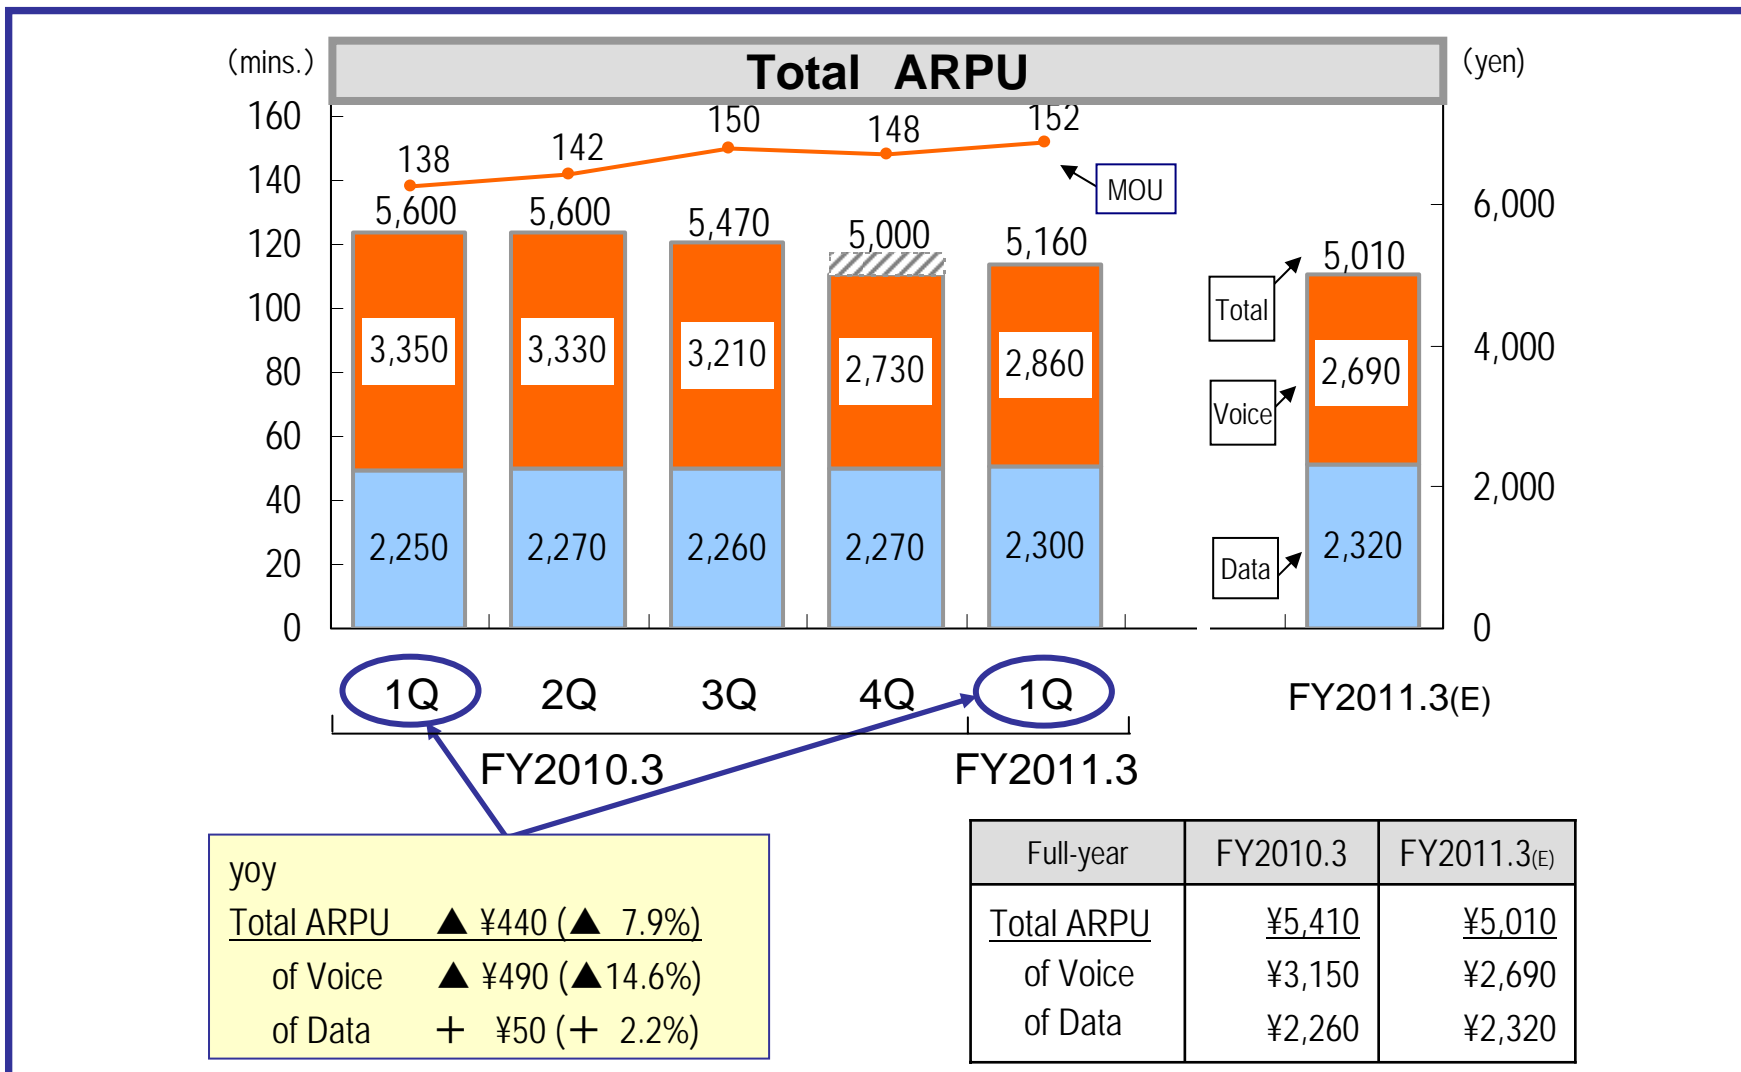 (mins.)
Total ARPU
(yen)
160
140
120
100
80
60
40
20
0
138
142
150
148
152
MOU
5,600
5,600
5,470
5,000
5,160
5,010
3,350
3,330
3,210
2,730
2,860
2,690
2,250
2,270
2,260
2,270
2,300
2,320
Total
Voice
Data
6,000
4,000
2,000
0
1Q 2Q 3Q 4Q 1Q FY2011.3(E)
FY2010.3 FY2011.3
yoy
Total ARPU ▲ ¥440 (▲ 7.9%)
of Voice ▲ ¥490 (▲14.6%)
of Data + ¥50 (+ 2.2%)
Full-year FY2010.3 FY2011.3(E)
Total ARPU ¥5,410 ¥5,010
of Voice ¥3,150 ¥2,690
of Data ¥2,260 ¥2,320